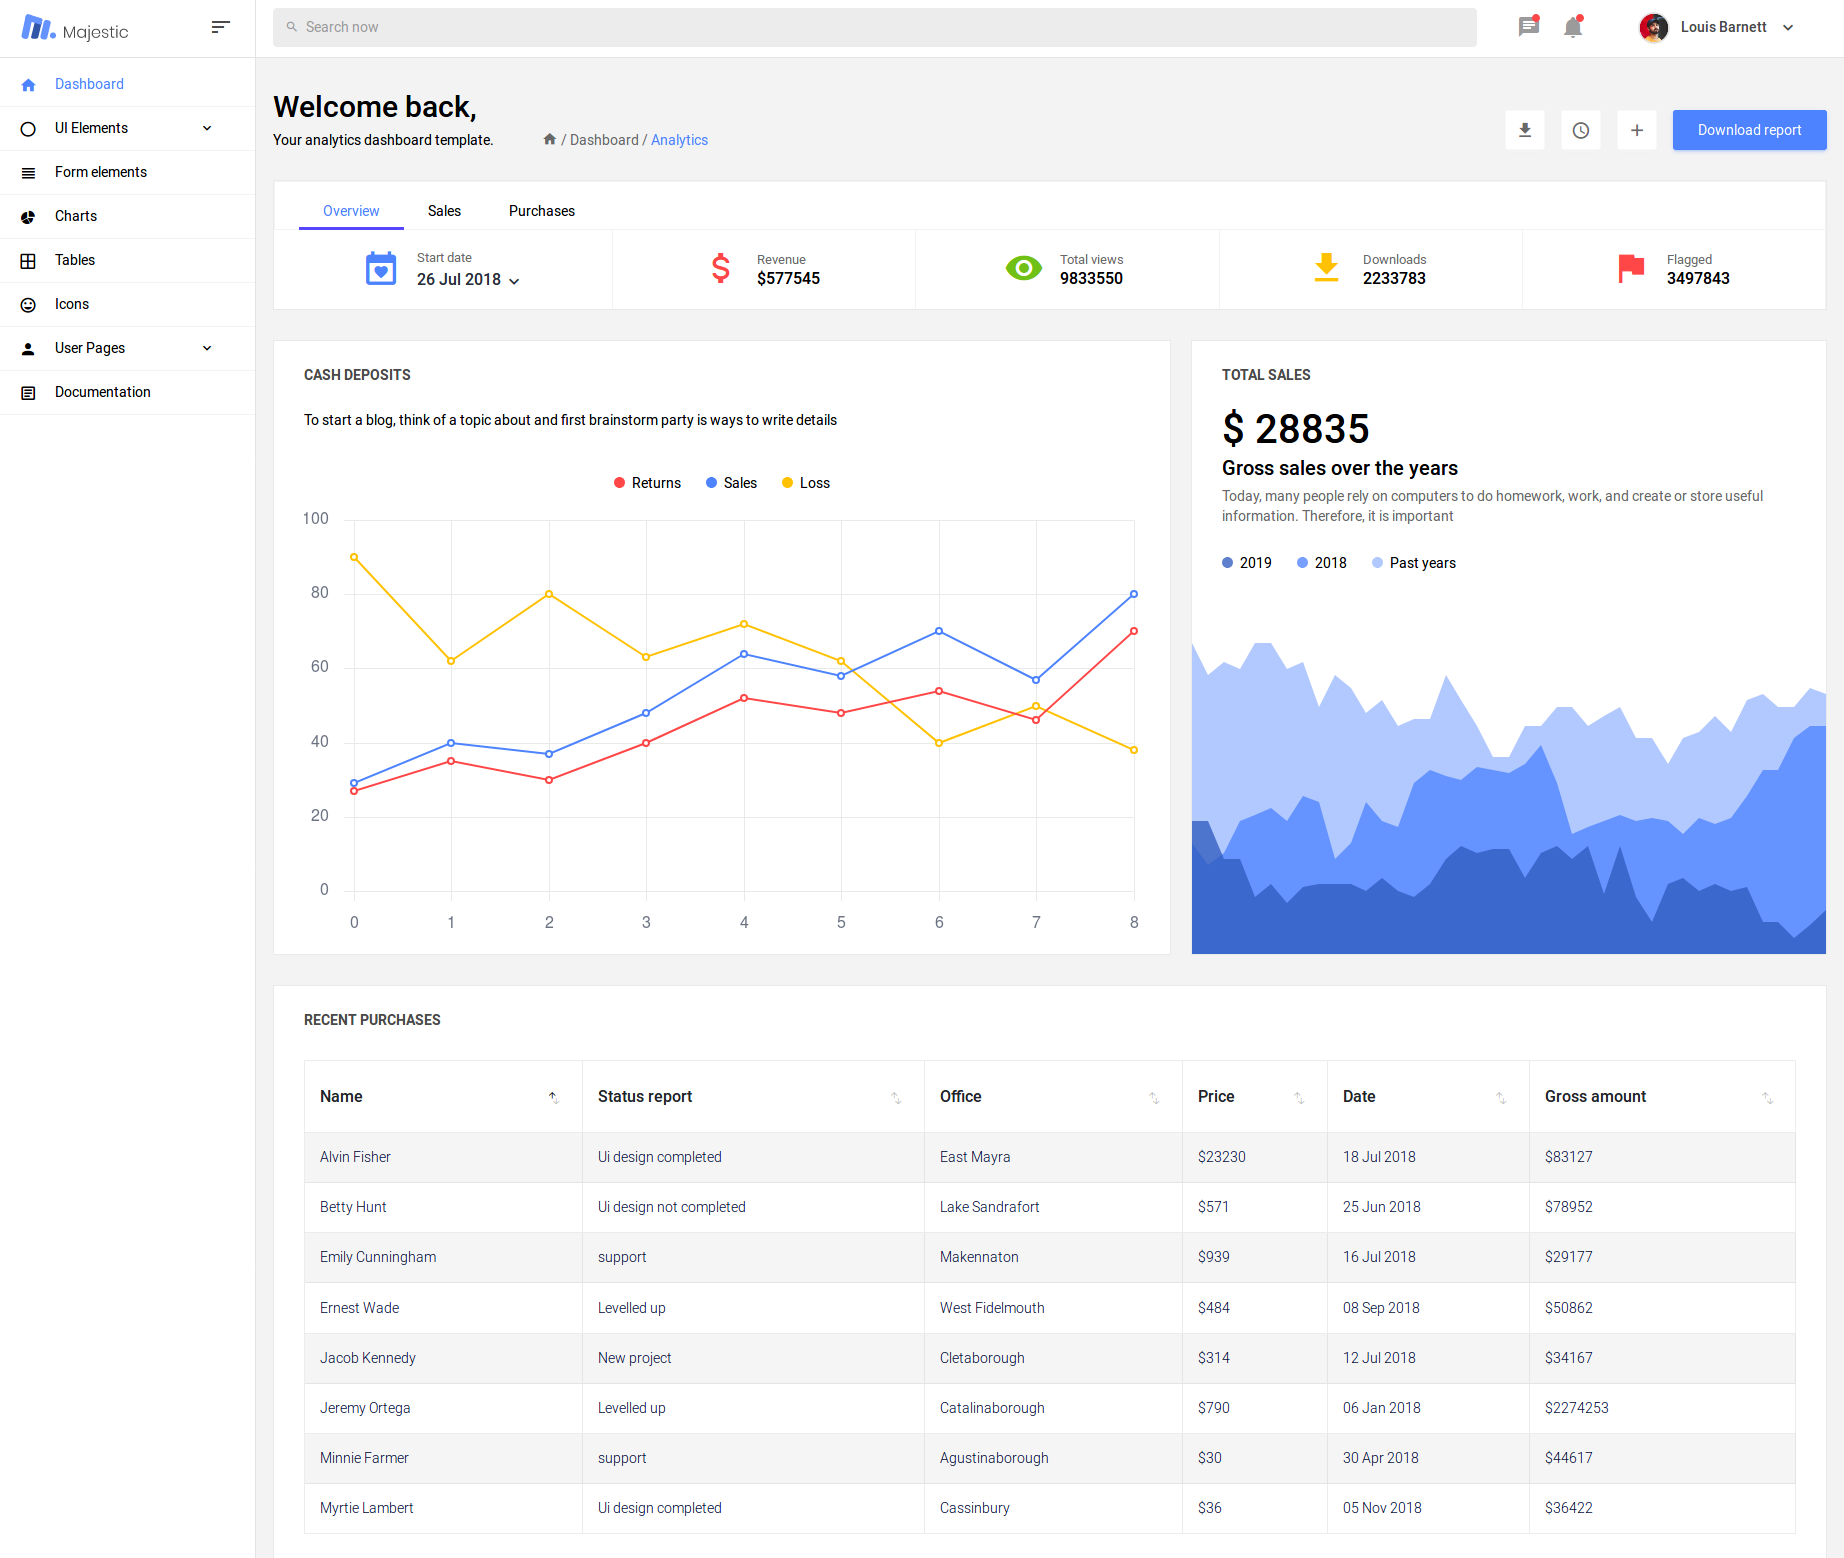 Majestic
Search now
Louis Barnett
Dashboard
UI Elements
Form elements
Charts
Tables
Icons
User Pages
Documentation
Welcome back,
Your analytics dashboard template.
/ Dashboard / Analytics
Download report
Overview Sales Purchases
Start date
26 Jul 2018
Revenue
$577545
Total views
9833550
Downloads
2233783
Flagged
3497843
CASH DEPOSITS
To start a blog, think of a topic about and first brainstorm party is ways to write details
Returns Sales Loss
100
80
60
40
20
0
0 1 2 3 4 5 6 7 8
TOTAL SALES
$ 28835
Gross sales over the years
Today, many people rely on computers to do homework, work, and create or store useful
information. Therefore, it is important
2019 2018 Past years
RECENT PURCHASES
Name Status report Office Price Date Gross amount
Alvin Fisher Ui design completed East Mayra $23230 18 Jul 2018 $83127
Betty Hunt Ui design not completed Lake Sandrafort $571 25 Jun 2018 $78952
Emily Cunningham support Makennaton $939 16 Jul 2018 $29177
Ernest Wade Levelled up West Fidelmouth $484 08 Sep 2018 $50862
Jacob Kennedy New project Cletaborough $314 12 Jul 2018 $34167
Jeremy Ortega Levelled up Catalinaborough $790 06 Jan 2018 $2274253
Minnie Farmer support Agustinaborough $30 30 Apr 2018 $44617
Myrtie Lambert Ui design completed Cassinbury $36 05 Nov 2018 $36422